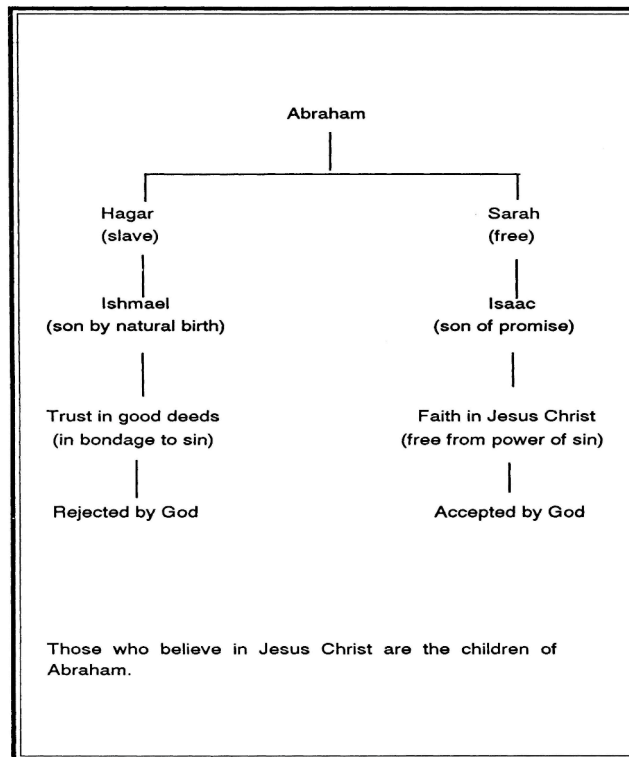 Abraham
Hagar
(slave)
Sarah
(free)
Ishmael
(son by natural birth)
Isaac
(son of promise)
Trust in good deeds
(in bondage to sin)
Faith in Jesus Christ
(free from power of sin)
Rejected by God
Accepted by God
Those who believe in Jesus Christ are the children of
Abraham.